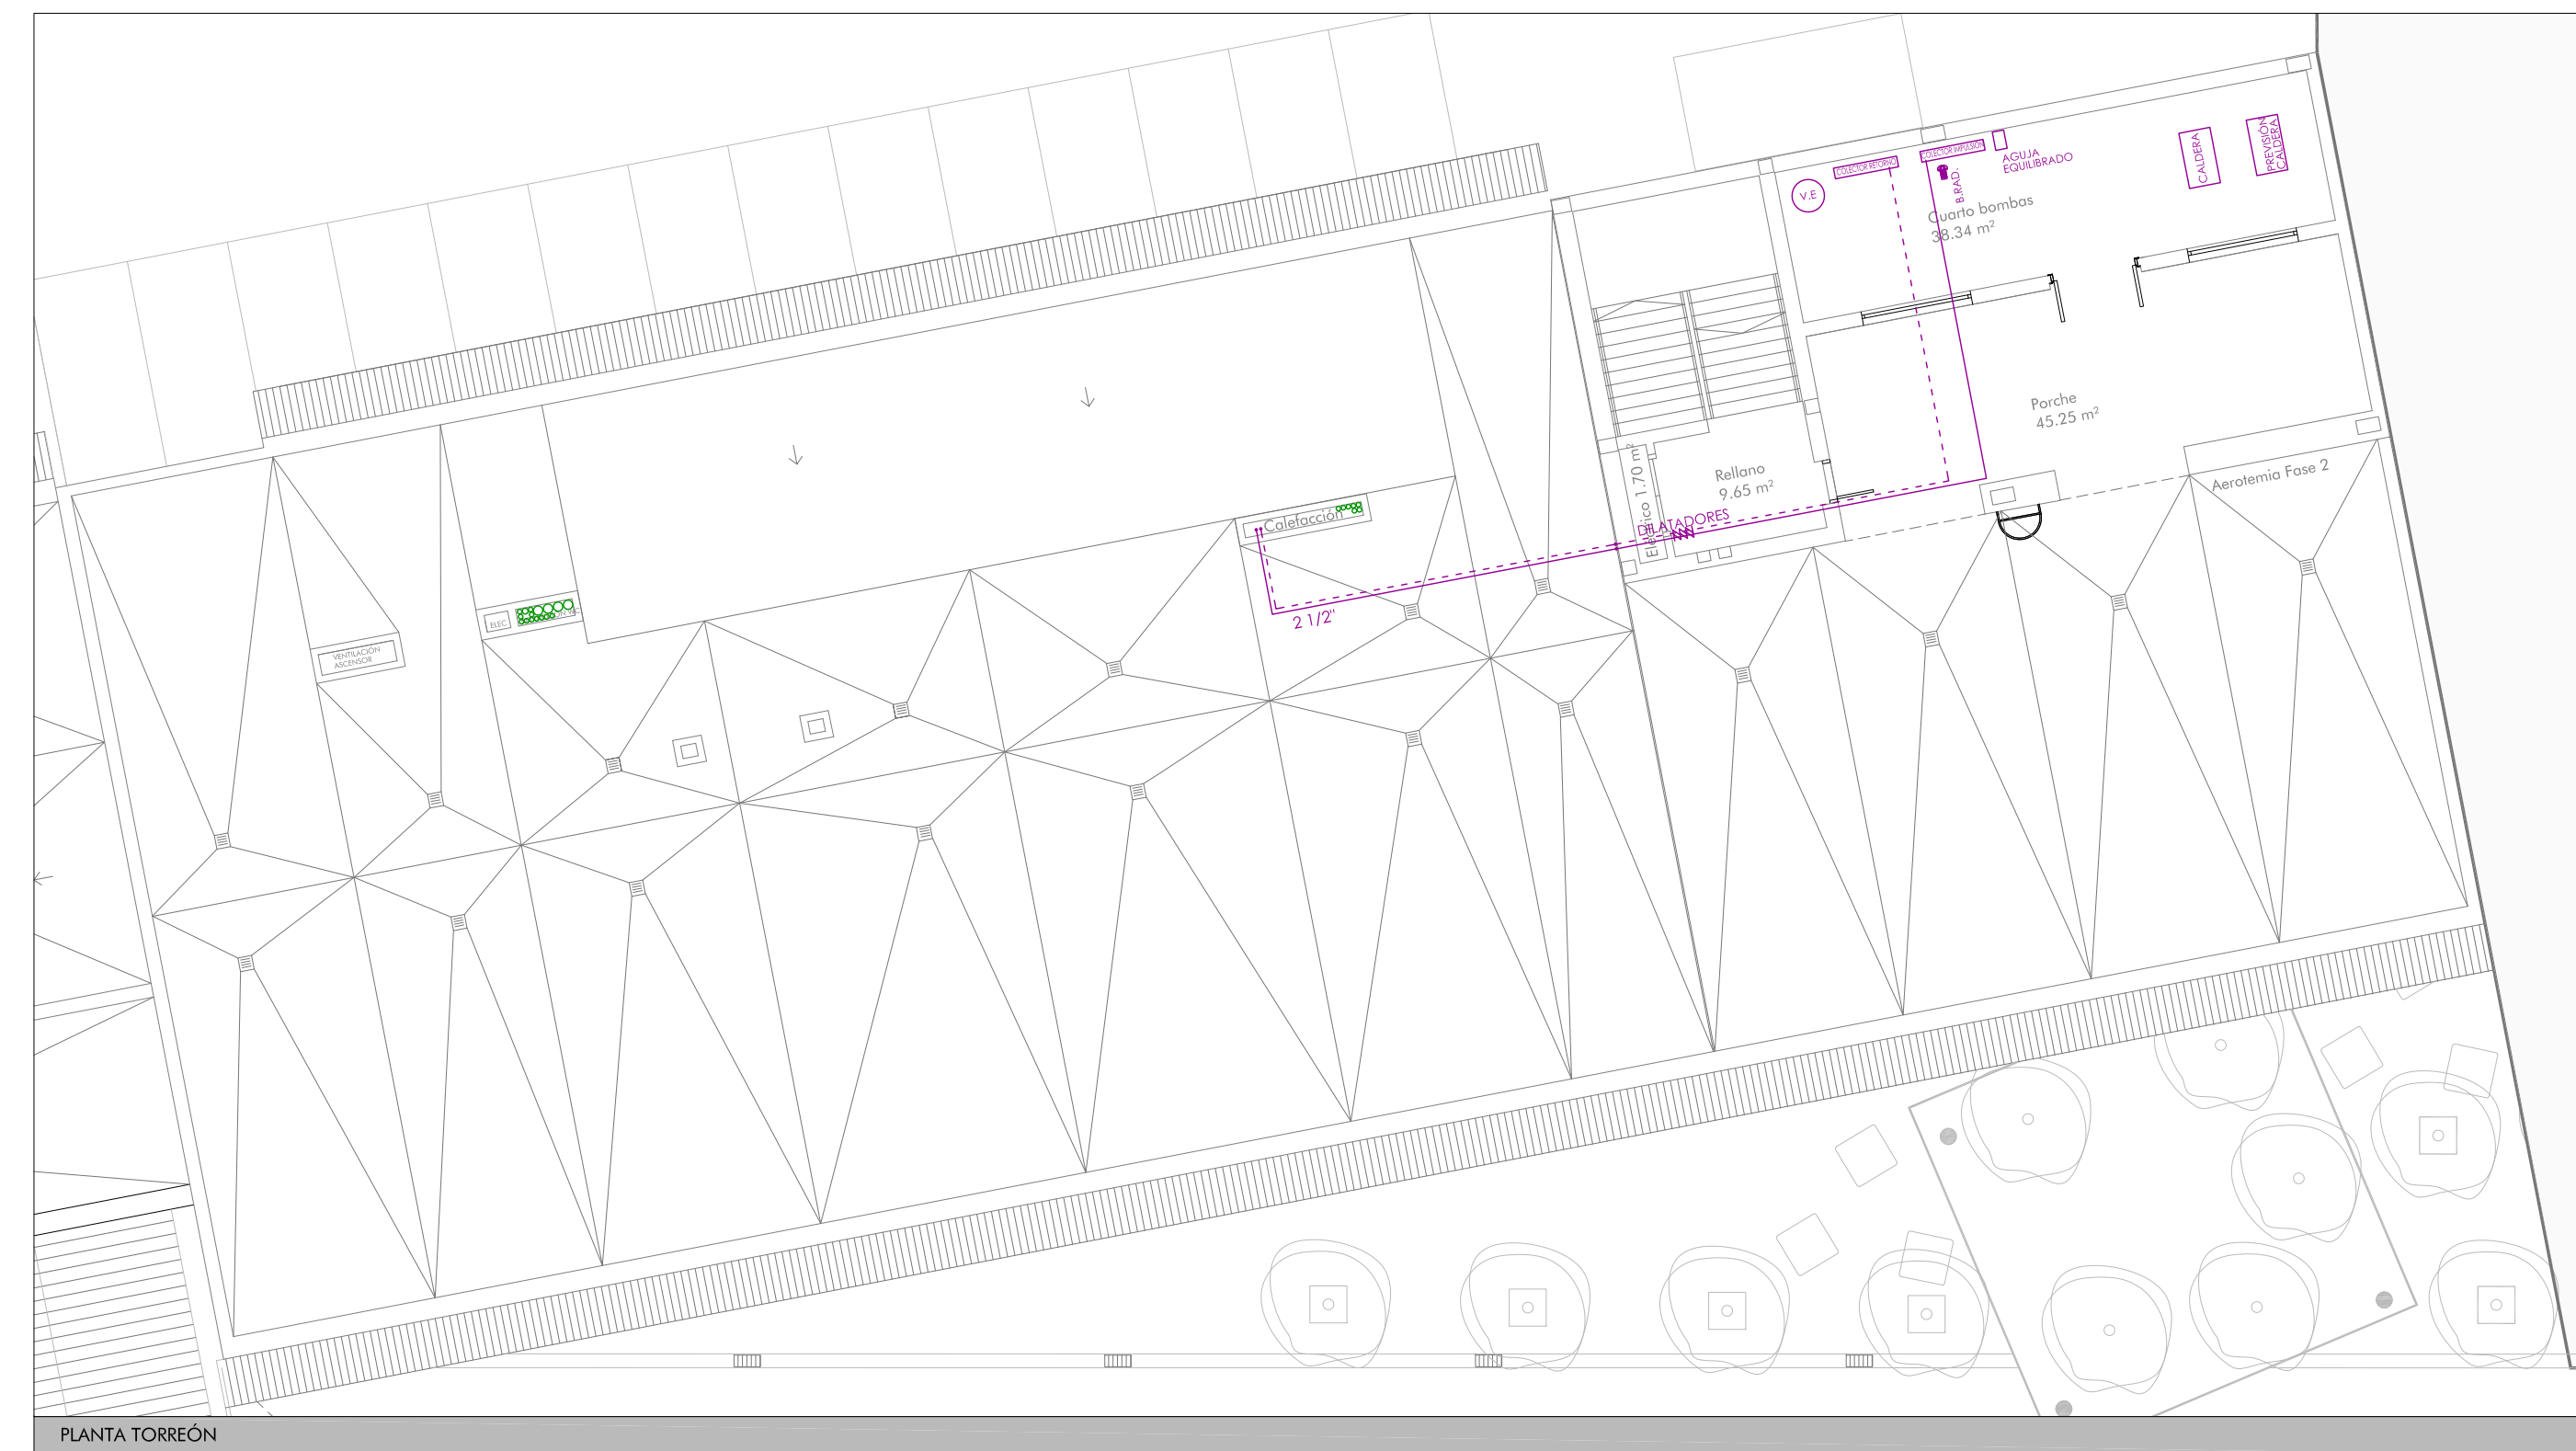 COLECTOR RETORNO
COLECTOR IMPULSIÓN
AGUJA
EQUILIBRADO
CALDERA
PREVISIÓN
CALDERA
V.E
B.RAD.
Cuarto bombas
38.34 m²
Porche
45.25 m²
Aerotemia Fase 2
Rellano
9.65 m²
1.70 m²
DILATADORES
Calefacción
2 1/2"
ELEC
VENTILACIÓN
ASCENSOR
PLANTA TORREÓN